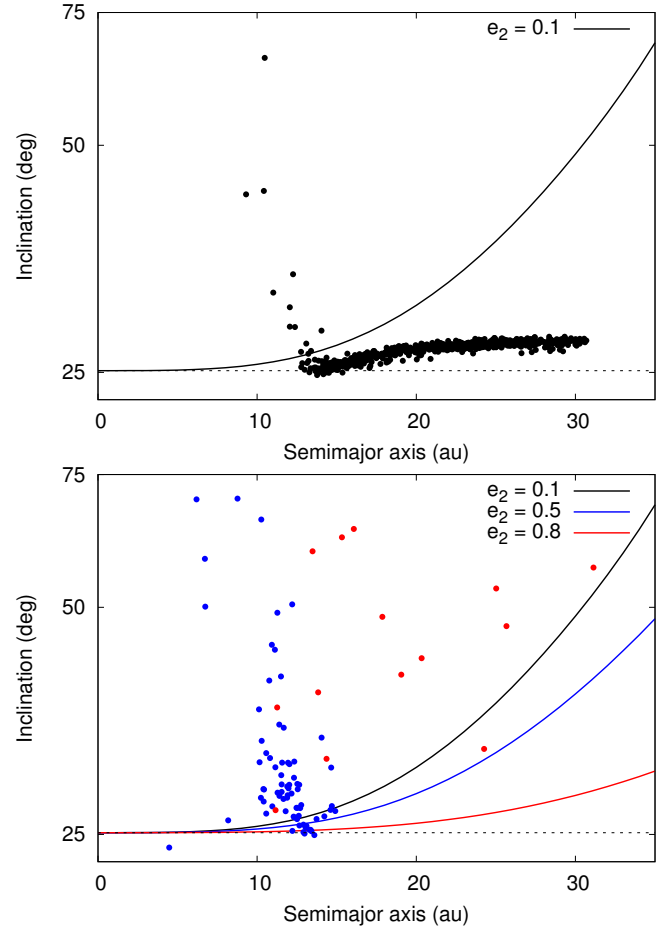 75
e2 = 0.1
50
Inclination (deg)
25
0 10 20 30
Semimajor axis (au)
75
e2 = 0.1
e2 = 0.5
e2 = 0.8
50
Inclination (deg)
25
0 10 20 30
Semimajor axis (au)